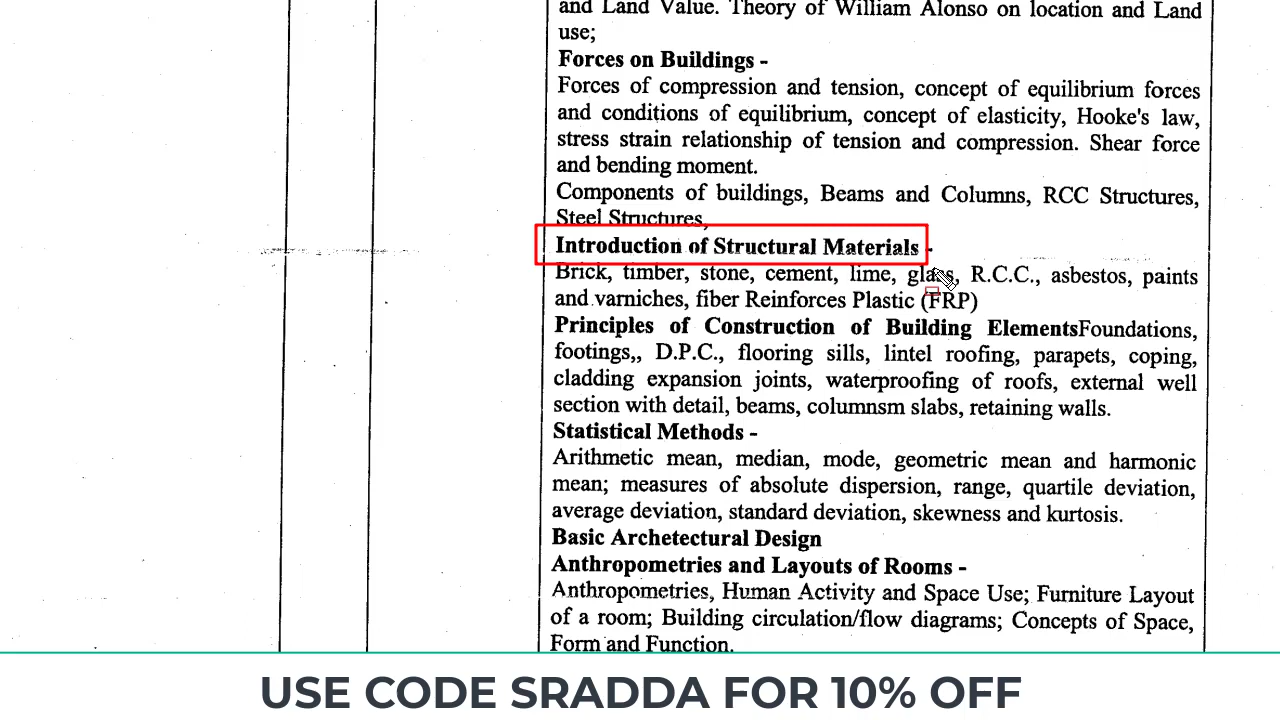 and Land Value. Theory of William Alonso on location and Land
use;
Forces on Buildings -
Forces of compression and tension, concept of equilibrium forces
and conditions of equilibrium, concept of elasticity, Hooke's law,
stress strain relationship of tension and compression. Shear force
and bending moment.
Components of buildings, Beams and Columns, RCC Structures,
Steel Structures,
Introduction of Structural Materials -
Brick, timber, stone, cement, lime, glass, R.C.C., asbestos, paints
and varniches, fiber Reinforces Plastic (FRP)
Principles of Construction of Building ElementsFoundations,
footings,, D.P.C., flooring sills, lintel roofing, parapets, coping,
cladding expansion joints, waterproofing of roofs, external well
section with detail, beams, columnsm slabs, retaining walls.
Statistical Methods -
Arithmetic mean, median, mode, geometric mean and harmonic
mean; measures of absolute dispersion, range, quartile deviation,
average deviation, standard deviation, skewness and kurtosis.
Basic Archetectural Design
Anthropometries and Layouts of Rooms -
Anthropometries, Human Activity and Space Use; Furniture Layout
of a room; Building circulation/flow diagrams; Concepts of Space,
Form and Function.
USE CODE SRADDA FOR 10% OFF